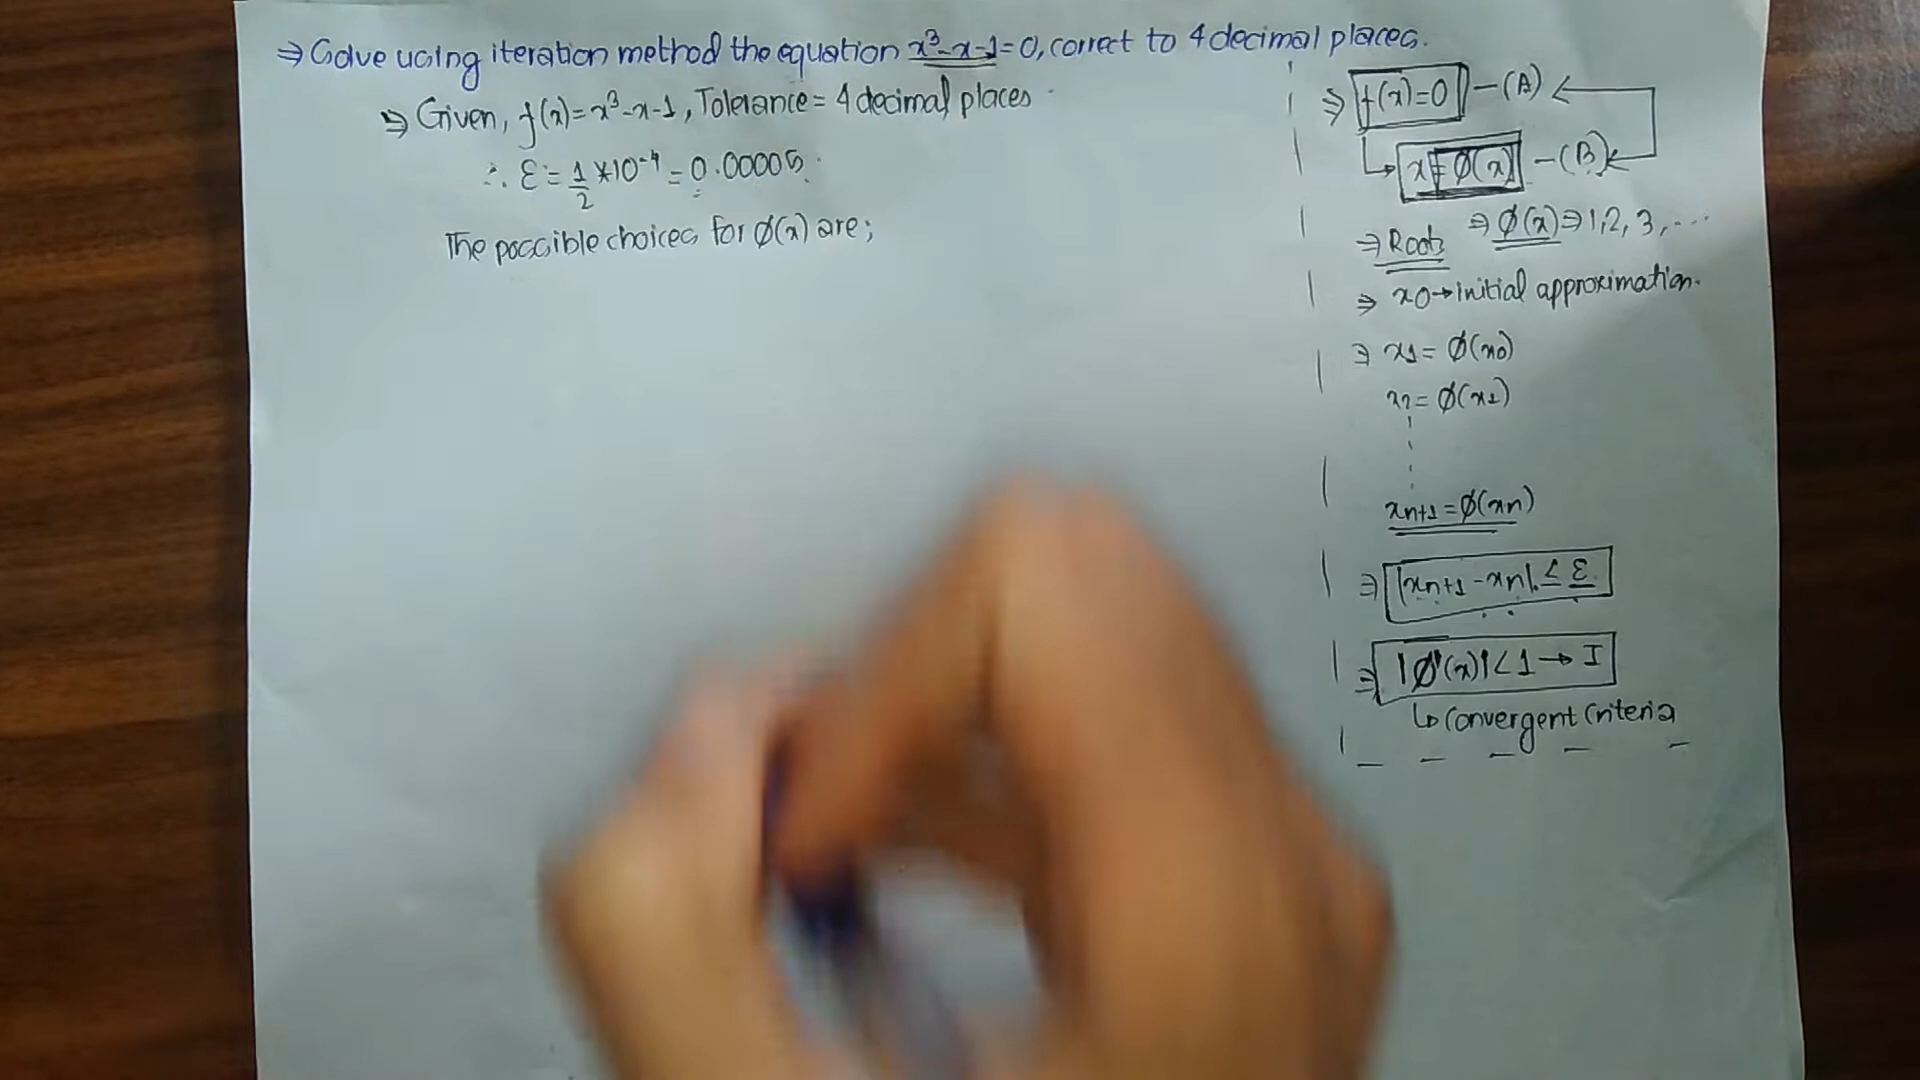 ⇒ Solve using iteration method the equation x³-x-1=0, correct to 4 decimal places.
⇒ Given, f(x)=x³-x-1, Tolerance = 4 decimal places.
∴ ε = 1/2 *10⁻⁴ = 0.00005.
The possible choices for Ø(x) are;
⇒ f(x)=0 -(A)
x=Ø(x) -(B)
⇒ Roots ⇒ Ø(x) ⇒ 1,2,3,...
⇒ x0→initial approximation.
⇒ x1 = Ø(x0)
x2 = Ø(x1)
xn+1 = Ø(xn)
⇒ |xn+1 - xn| ≤ ε
⇒ |Ø'(x)| < 1 → I
↳ Convergent Criteria